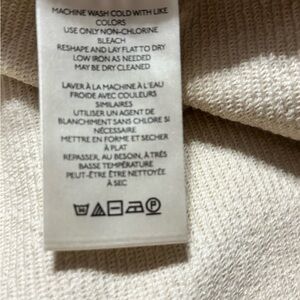 MACHINE WASH COLD WITH LIKE
COLORS
USE ONLY NON-CHLORINE
BLEACH
RESHAPE AND LAY FLAT TO DRY
LOW IRON AS NEEDED
MAY BE DRY CLEANED
LAVER À LA MACHINE À L'EAU
FROIDE AVEC COULEURS
SIMILAIRES
UTILISER UN AGENT DE
BLANCHIMENT SANS CHLORE SI
NÉCESSAIRE
METTRE EN FORME ET SECHER
À PLAT
REPASSER, AU BESOIN, À TRÈS
BASSE TEMPÉRATURE
PEUT-ÊTRE ÊTRE NETTOYÉE
À SEC
P